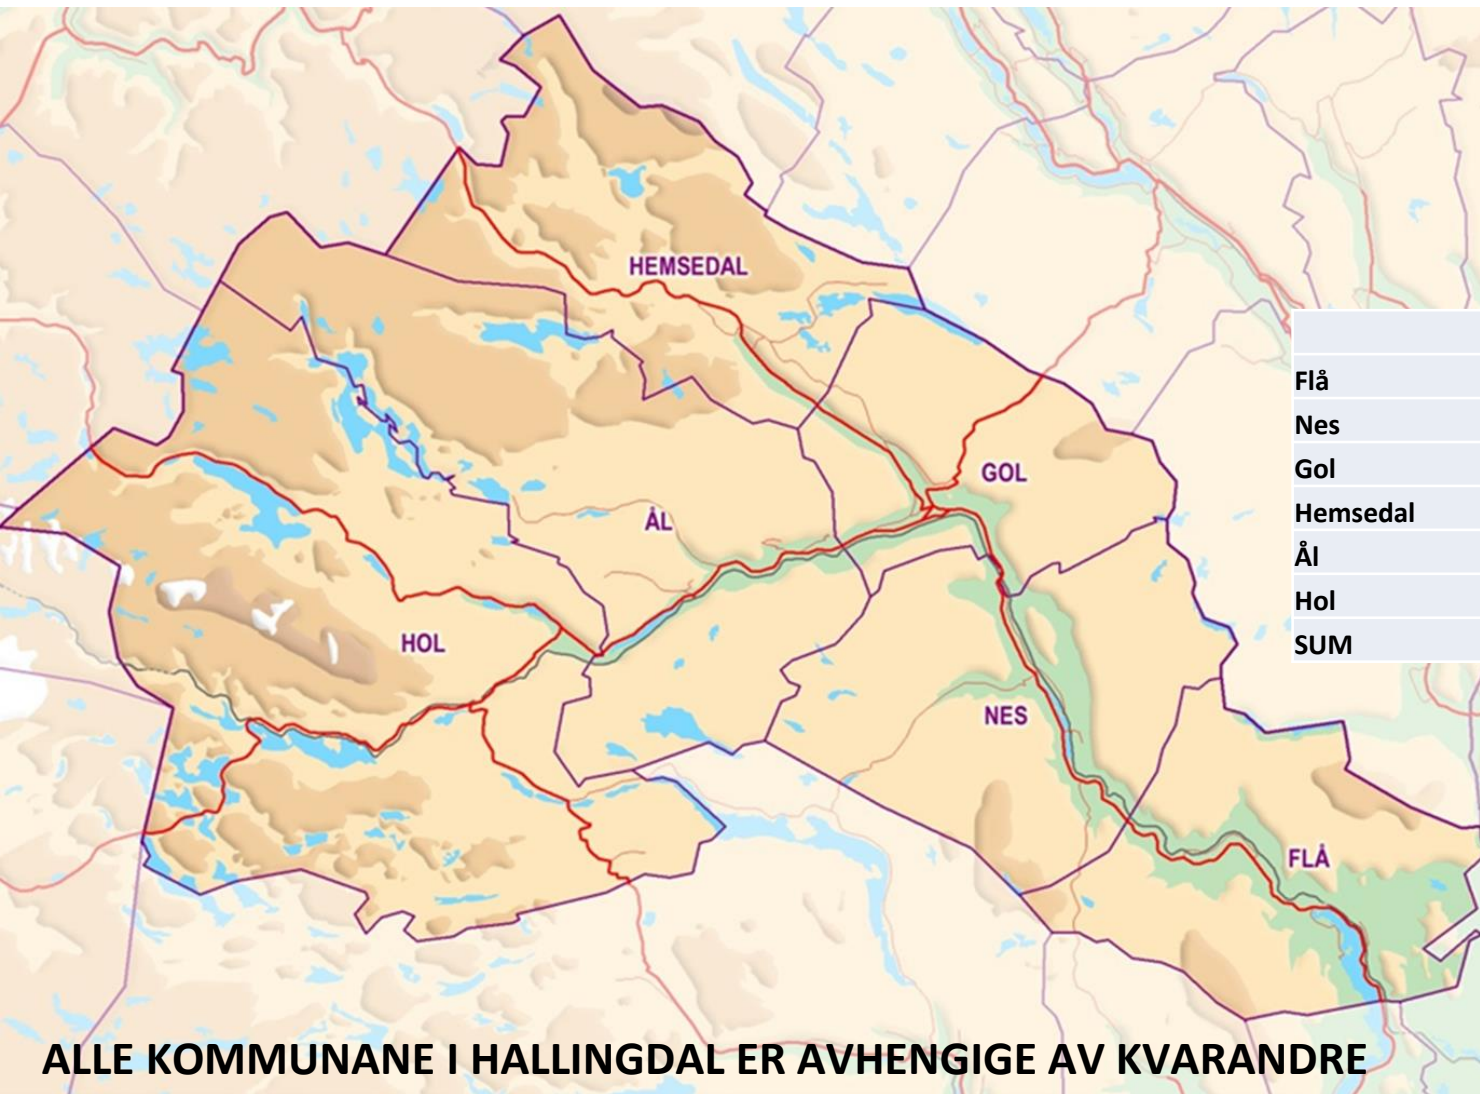 HEMSEDAL
GOL
ÅL
HOL
NES
FLÅ
Flå
Nes
Gol
Hemsedal
Ål
Hol
SUM
ALLE KOMMUNANE I HALLINGDAL ER AVHENGIGE AV KVARANDRE